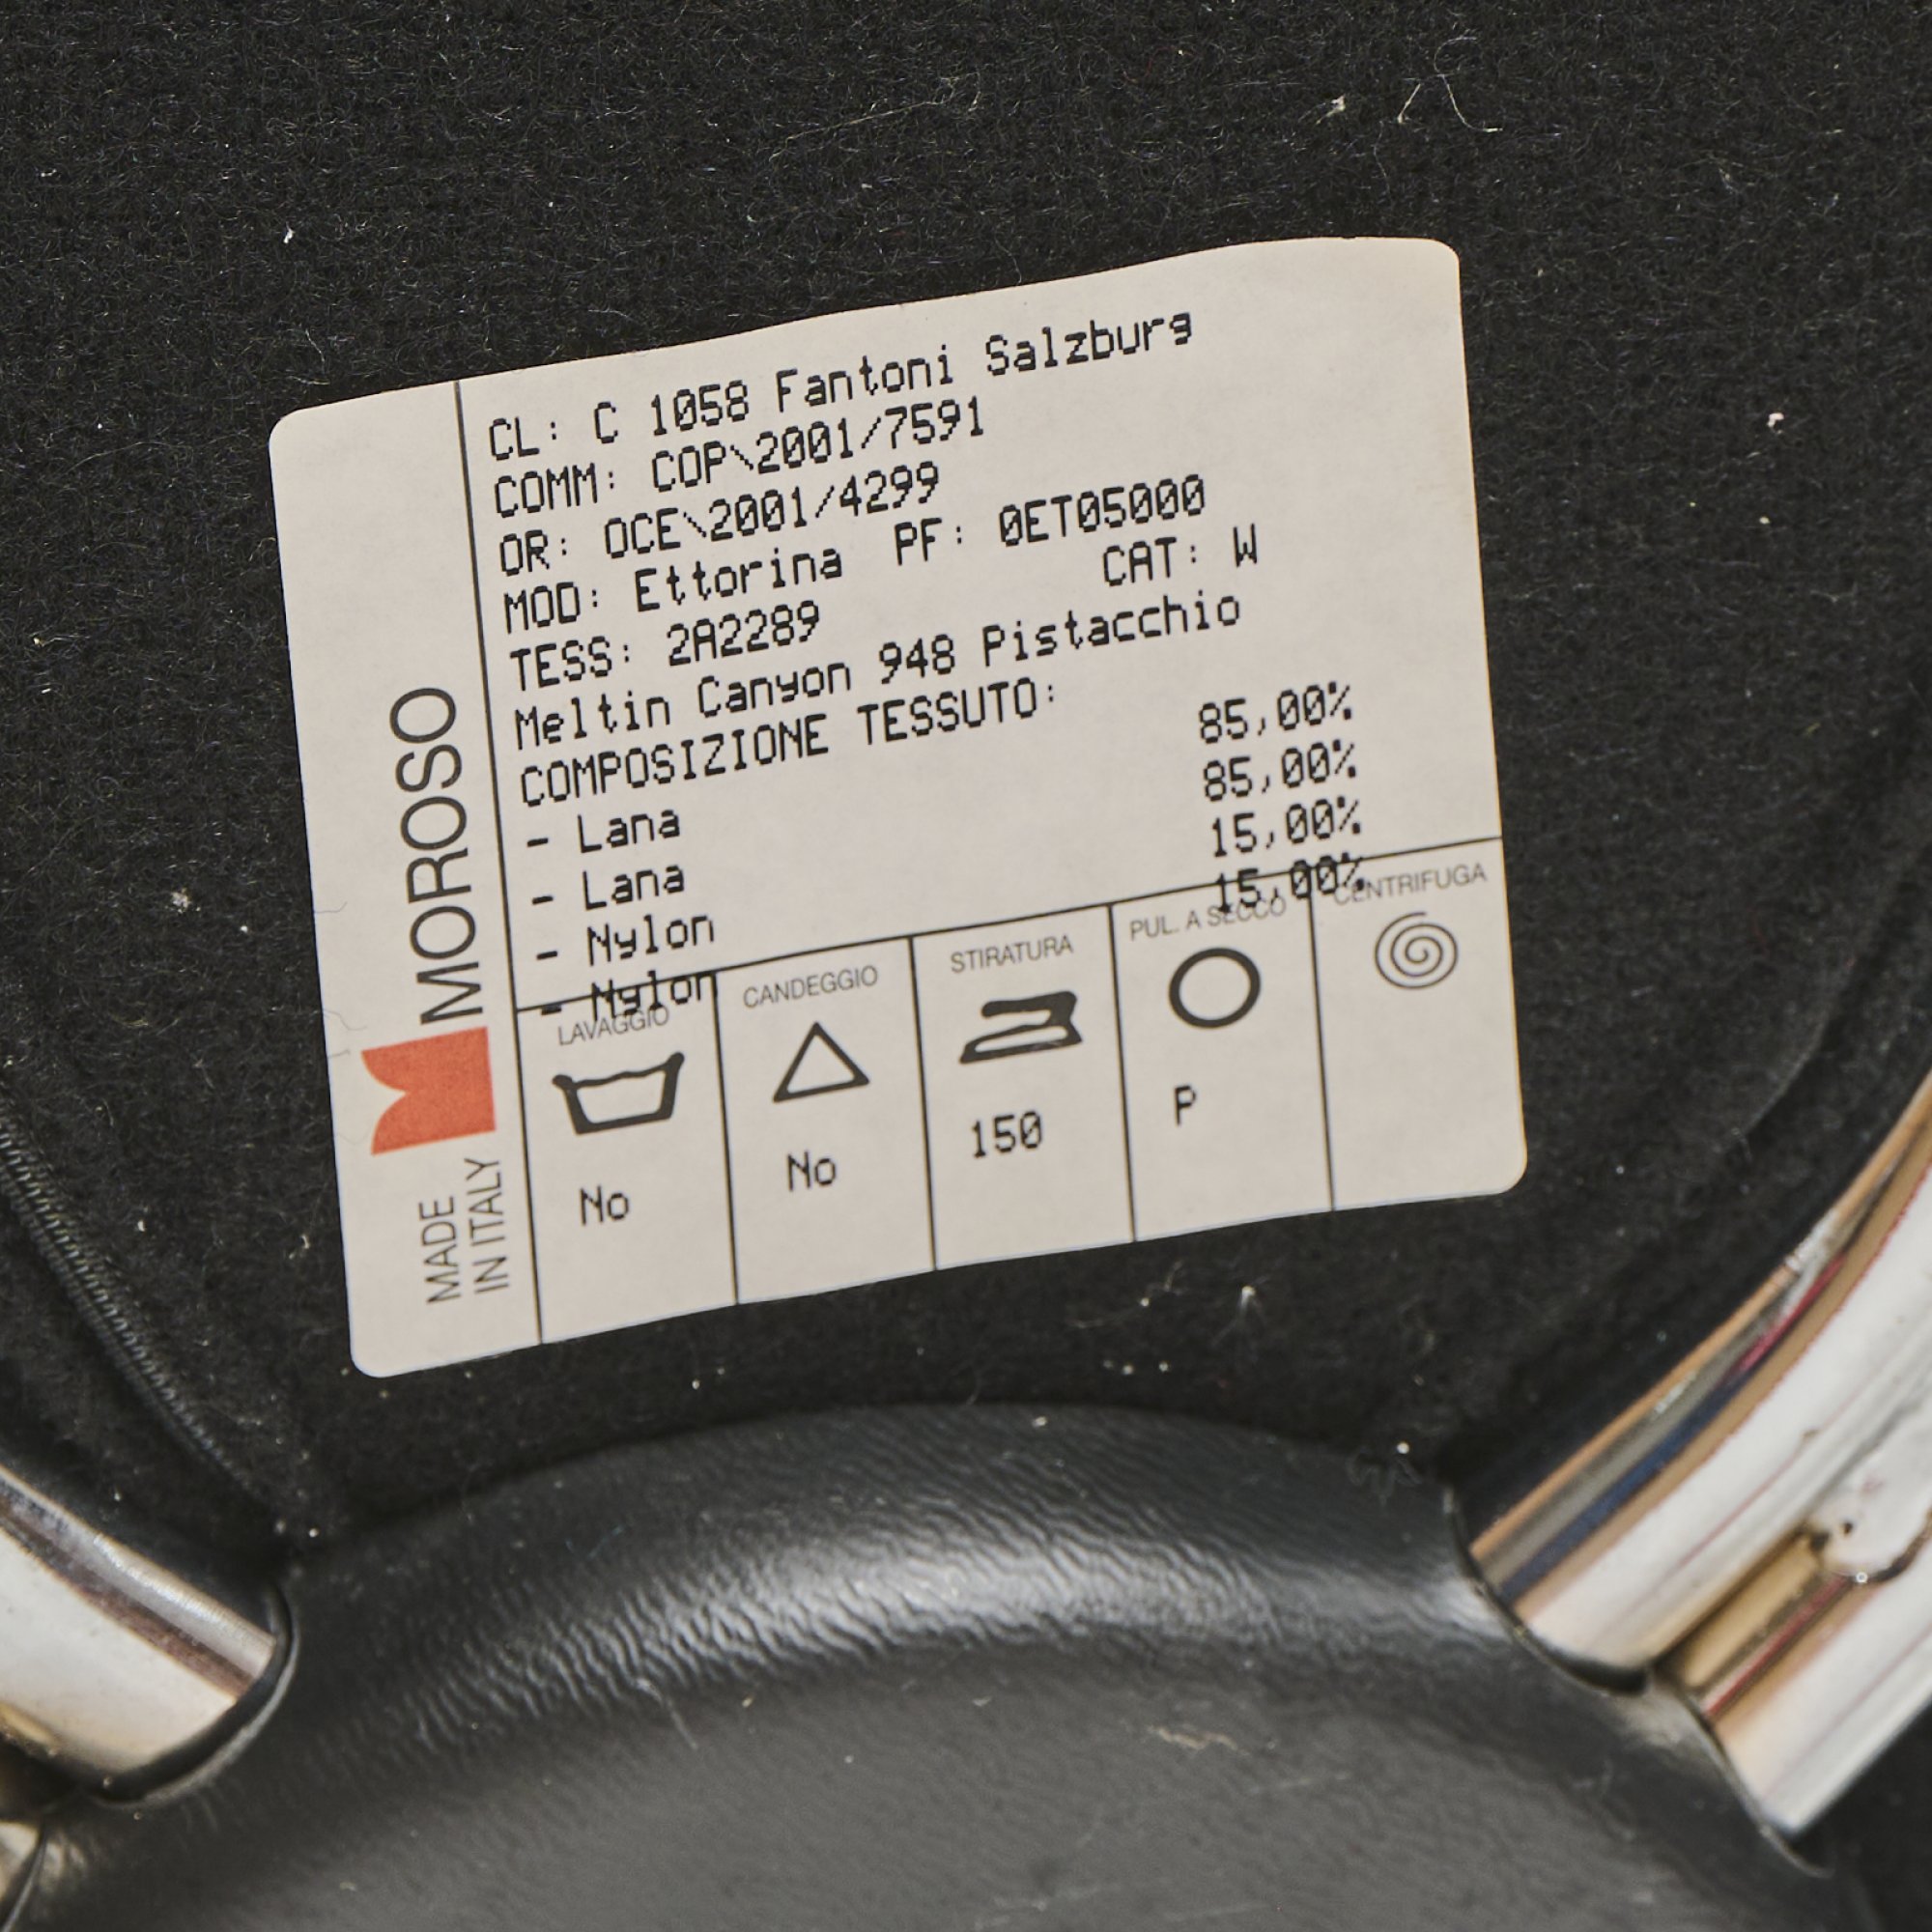 CL: C 1058 Fantoni Salzburg
COMM: COP\2001/7591
OR: OCE\2001/4299
MOD: Ettorina PF: 0ET05000
TESS: 2A2289 CAT: W
Meltin Canyon 948 Pistacchio
COMPOSIZIONE TESSUTO:
- Lana 85,00%
- Lana 85,00%
- Nylon 15,00%
- Nylon 15,00%
LAVAGGIO CANDEGGIO STIRATURA PUL. A SECCO CENTRIFUGA
No No 150 P
MOROSO
MADE
IN ITALY